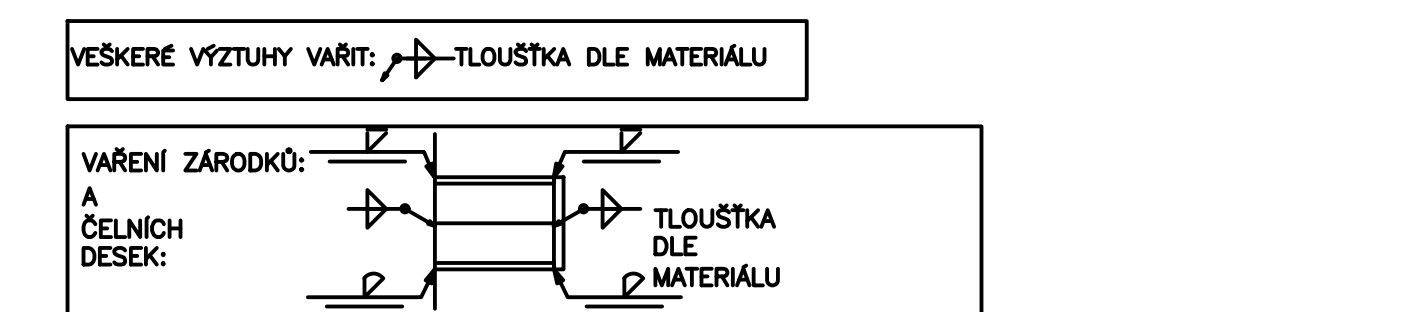 VEŠKERÉ VÝZTUHY VAŘIT: TLOUŠŤKA DLE MATERIÁLU
VAŘENÍ ZÁRODKŮ:
A
ČELNÍCH
DESEK:
TLOUŠŤKA
DLE
MATERIÁLU